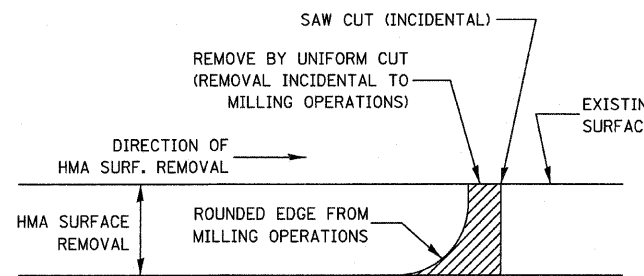 SAW CUT (INCIDENTAL)
REMOVE BY UNIFORM CUT
(REMOVAL INCIDENTAL TO
MILLING OPERATIONS)
DIRECTION OF
HMA SURF. REMOVAL
HMA SURFACE
REMOVAL
ROUNDED EDGE FROM
MILLING OPERATIONS